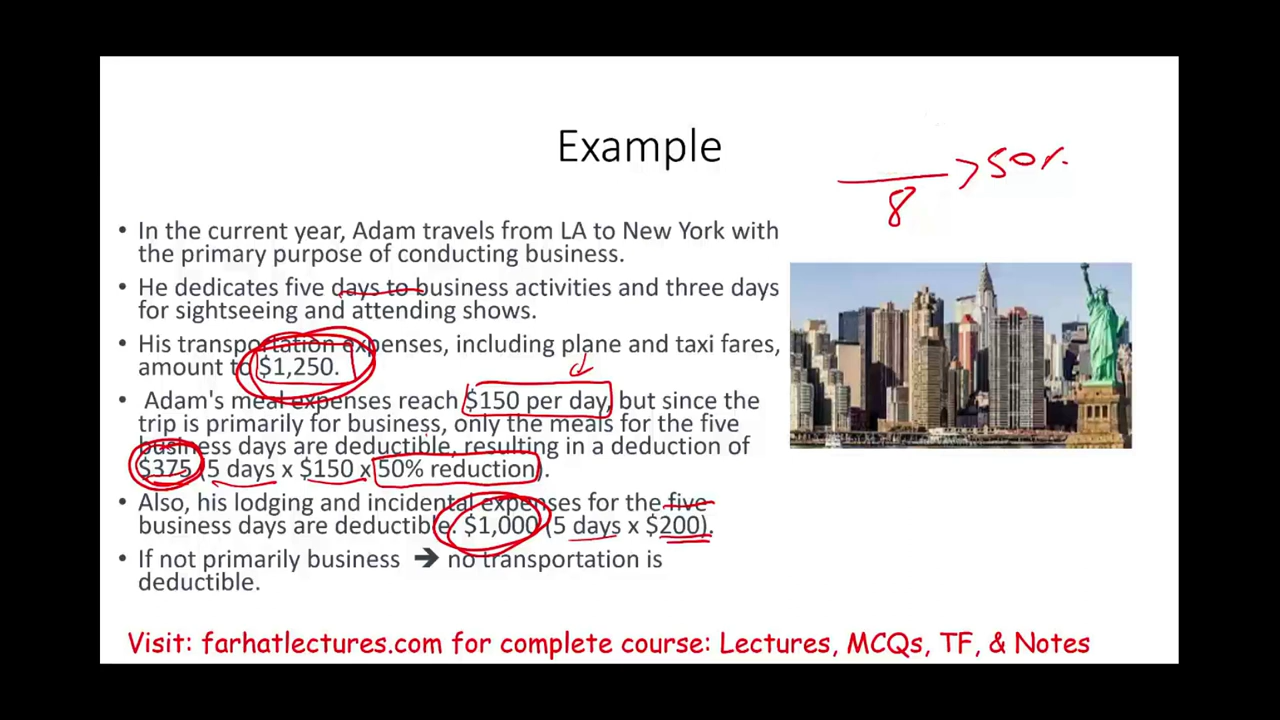 Example
> 50%
8
• In the current year, Adam travels from LA to New York with
the primary purpose of conducting business.
• He dedicates five days to business activities and three days
for sightseeing and attending shows.
• His transportation expenses, including plane and taxi fares,
amount to $1,250.
• Adam's meal expenses reach $150 per day, but since the
trip is primarily for business, only the meals for the five
business days are deductible, resulting in a deduction of
$375 (5 days x $150 x 50% reduction).
• Also, his lodging and incidental expenses for the five
business days are deductible. $1,000 (5 days x $200).
• If not primarily business ➔ no transportation is
deductible.
Visit: farhatlectures.com for complete course: Lectures, MCQs, TF, & Notes